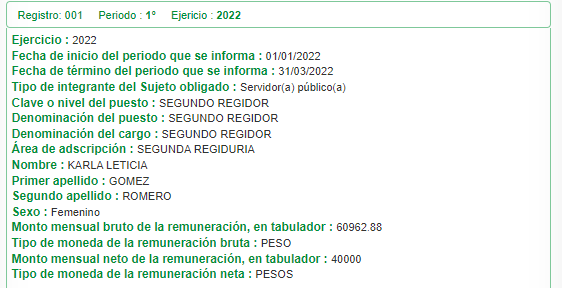 Registro: 001 Periodo : 1º Ejericio : 2022
Ejercicio : 2022
Fecha de inicio del periodo que se informa : 01/01/2022
Fecha de término del periodo que se informa : 31/03/2022
Tipo de integrante del Sujeto obligado : Servidor(a) público(a)
Clave o nivel del puesto : SEGUNDO REGIDOR
Denominación del puesto : SEGUNDO REGIDOR
Denominación del cargo : SEGUNDO REGIDOR
Área de adscripción : SEGUNDA REGIDURIA
Nombre : KARLA LETICIA
Primer apellido : GOMEZ
Segundo apellido : ROMERO
Sexo : Femenino
Monto mensual bruto de la remuneración, en tabulador : 60962.88
Tipo de moneda de la remuneración bruta : PESO
Monto mensual neto de la remuneración, en tabulador : 40000
Tipo de moneda de la remuneración neta : PESOS